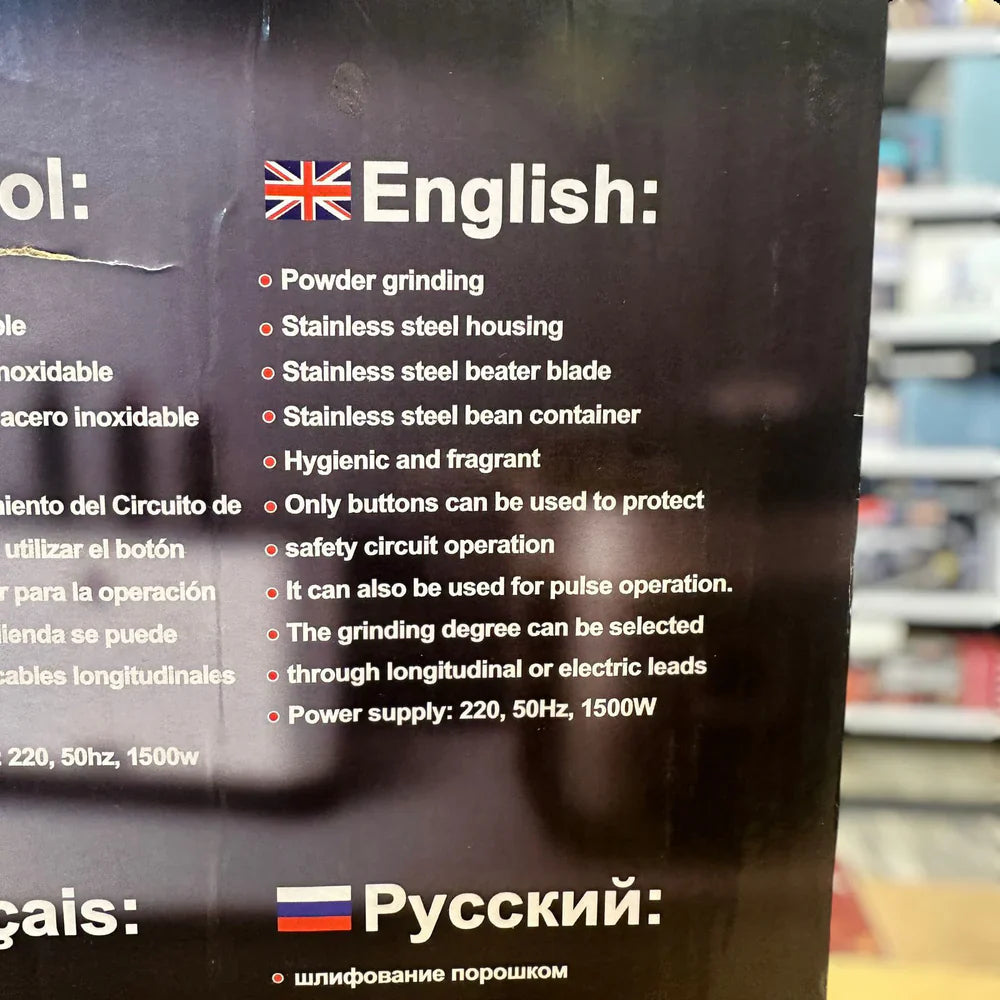 ol:
ble
noxidable
acero inoxidable
miento del Circuito de
utilizar el botón
r para la operación
ienda se puede
cables longitudinales
: 220, 50hz, 1500w
English:
Powder grinding
Stainless steel housing
Stainless steel beater blade
Stainless steel bean container
Hygienic and fragrant
Only buttons can be used to protect
safety circuit operation
It can also be used for pulse operation.
The grinding degree can be selected
through longitudinal or electric leads
Power supply: 220, 50Hz, 1500W
çais:
Русский:
шлифование порошком